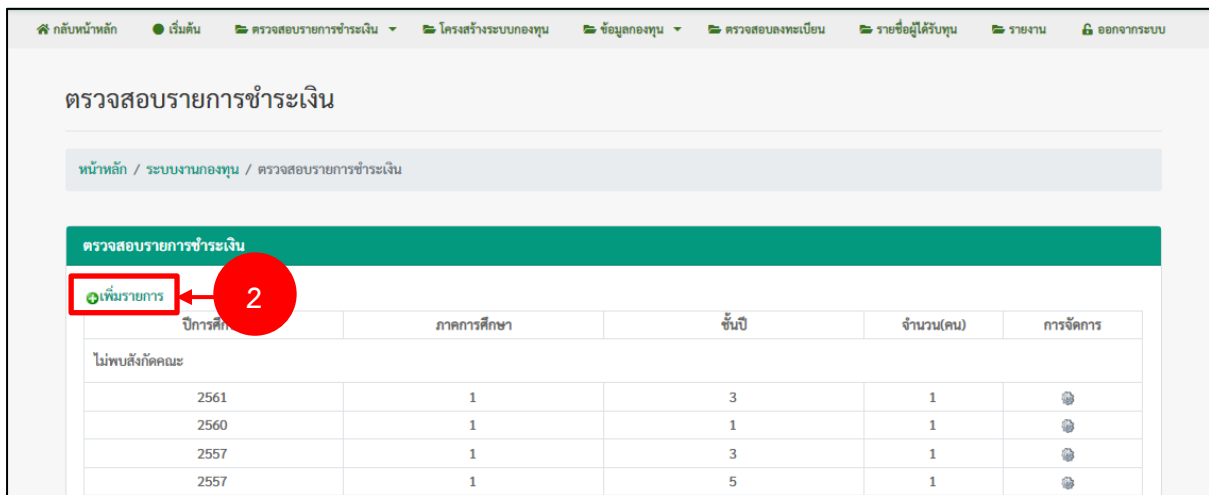 กลับหน้าหลัก เริ่มต้น ตรวจสอบรายการชำระเงิน โครงสร้างระบบกองทุน ข้อมูลกองทุน ตรวจสอบลงทะเบียน รายชื่อผู้ได้รับทุน รายงาน ออกจากระบบ
ตรวจสอบรายการชำระเงิน
หน้าหลัก / ระบบงานกองทุน / ตรวจสอบรายการชำระเงิน
ตรวจสอบรายการชำระเงิน
เพิ่มรายการ 2
ภาคการศึกษา ชั้นปี จำนวน(คน) การจัดการ
ไม่พบสังกัดคณะ
2561 1 3 1
2560 1 1 1
2557 1 3 1
2557 1 5 1